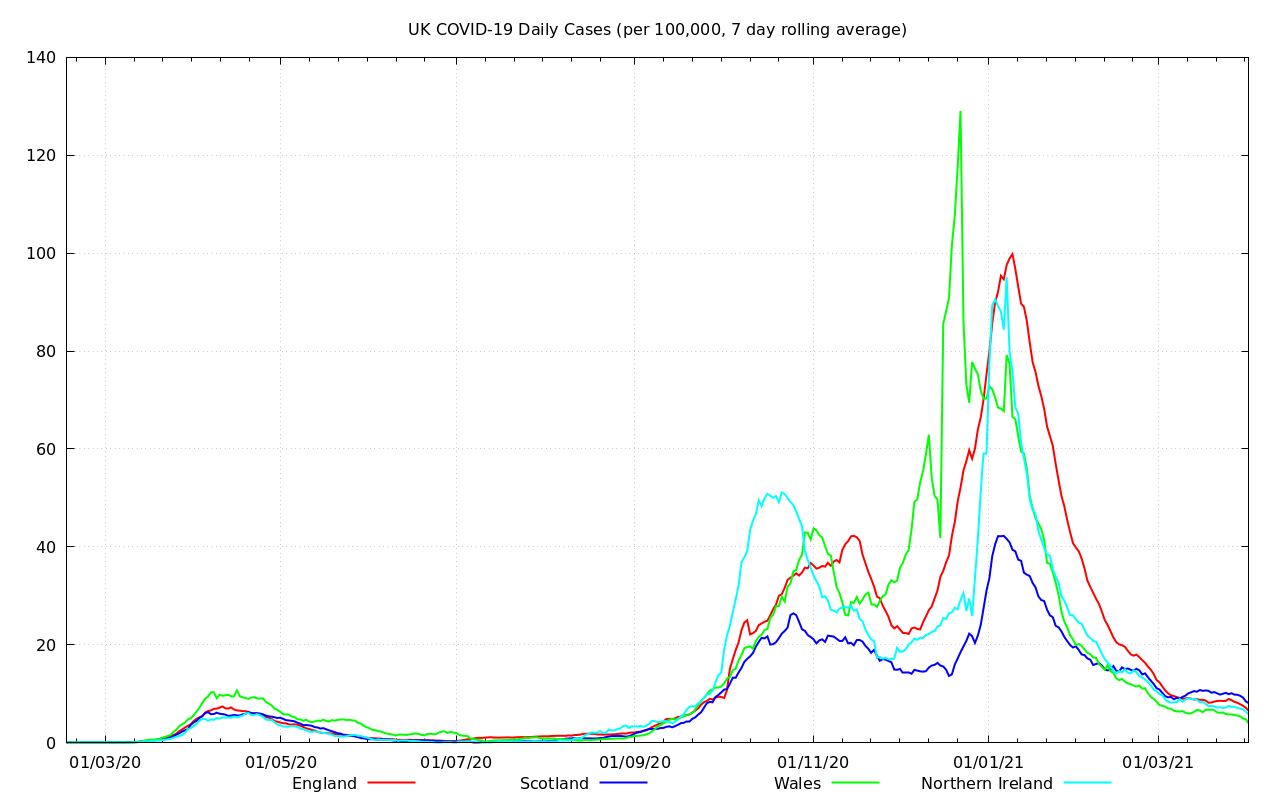 UK COVID-19 Daily Cases (per 100,000, 7 day rolling average)
140
120
100
80
60
40
20
0
01/03/20 01/05/20 01/07/20 01/09/20 01/11/20 01/01/21 01/03/21
England Scotland Wales Northern Ireland